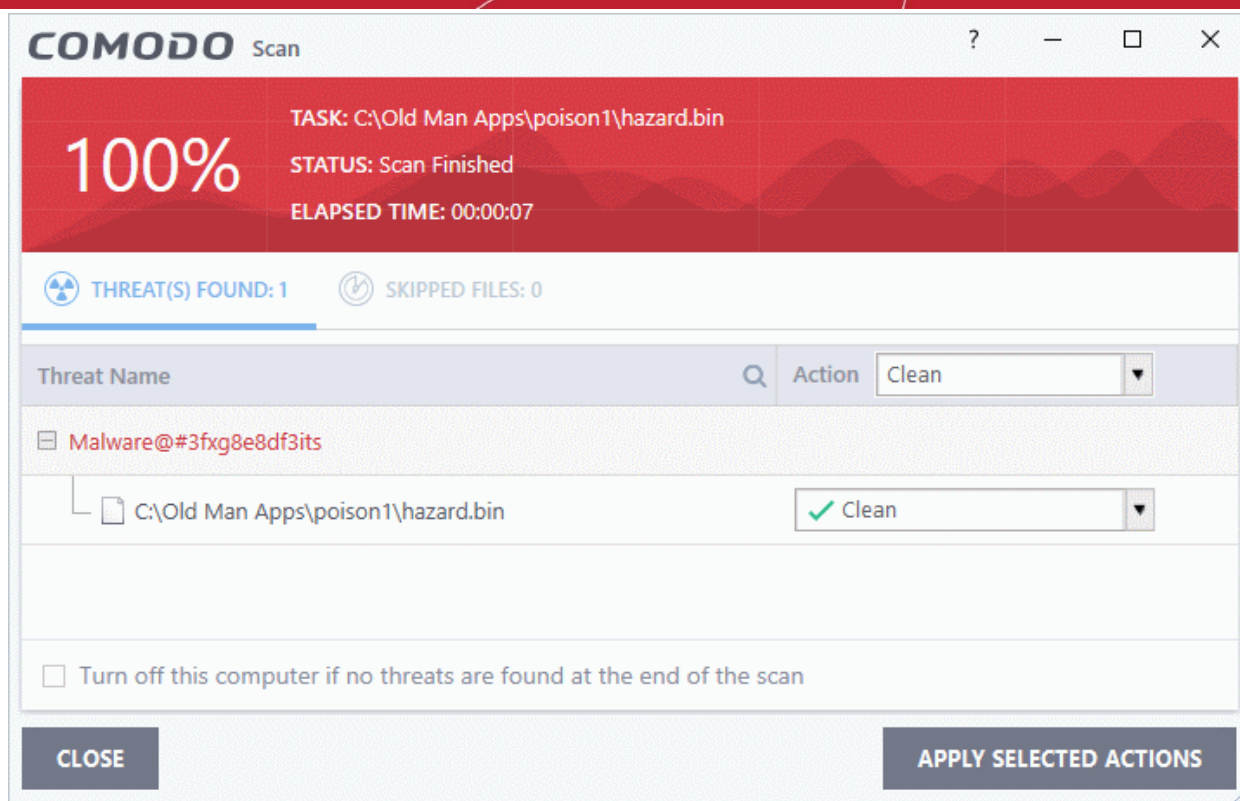 COMODO Scan
?
100%
TASK: C:\Old Man Apps\poison1\hazard.bin
STATUS: Scan Finished
ELAPSED TIME: 00:00:07
THREAT(S) FOUND: 1 SKIPPED FILES: 0
Threat Name Action Clean
Malware@#3fxg8e8df3its
C:\Old Man Apps\poison1\hazard.bin Clean
Turn off this computer if no threats are found at the end of the scan
CLOSE APPLY SELECTED ACTIONS